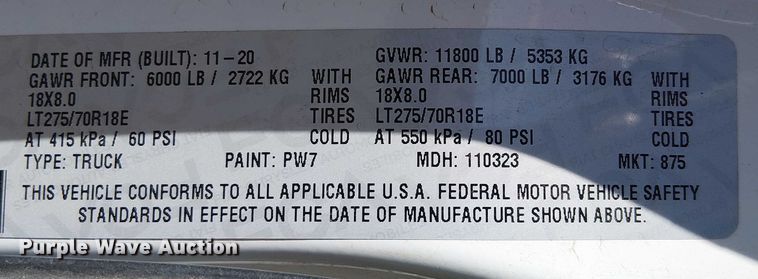 DATE OF MFR (BUILT): 11-20 GVWR: 11800 LB / 5353 KG
GAWR FRONT: 6000 LB / 2722 KG WITH GAWR REAR: 7000 LB / 3176 KG WITH
18X8.0 RIMS 18X8.0 RIMS
LT275/70R18E TIRES LT275/70R18E TIRES
AT 415 kPa / 60 PSI COLD AT 550 kPa / 80 PSI COLD
TYPE: TRUCK PAINT: PW7 MDH: 110323 MKT: 875
THIS VEHICLE CONFORMS TO ALL APPLICABLE U.S.A. FEDERAL MOTOR VEHICLE SAFETY
STANDARDS IN EFFECT ON THE DATE OF MANUFACTURE SHOWN ABOVE.
Purple Wave Auction